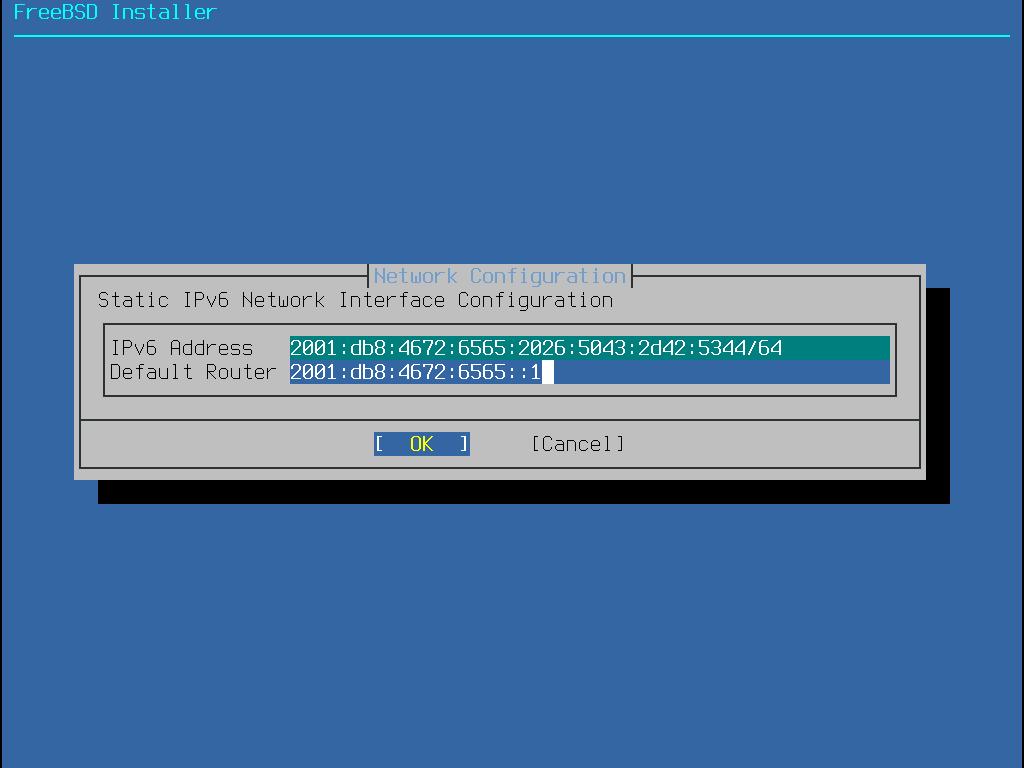 FreeBSD Installer
Network Configuration
Static IPv6 Network Interface Configuration
IPv6 Address 2001:db8:4672:6565:2026:5043:2d42:5344/64
Default Router 2001:db8:4672:6565::1
[ OK ] [Cancel]